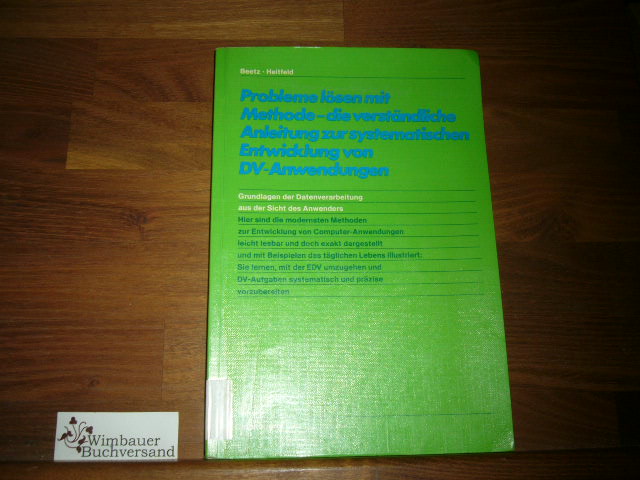 Beetz · Heitfeld
Probleme lösen mit
Methode – die verständliche
Anleitung zur systematischen
Entwicklung von
DV-Anwendungen
Grundlagen der Datenverarbeitung
aus der Sicht des Anwenders
Hier sind die modernsten Methoden
zur Entwicklung von Computer-Anwendungen
leicht lesbar und doch exakt dargestellt
und mit Beispielen des täglichen Lebens illustriert:
Sie lernen, mit der EDV umzugehen und
DV-Aufgaben systematisch und präzise
vorzubereiten
Wimbauer
Buchversand